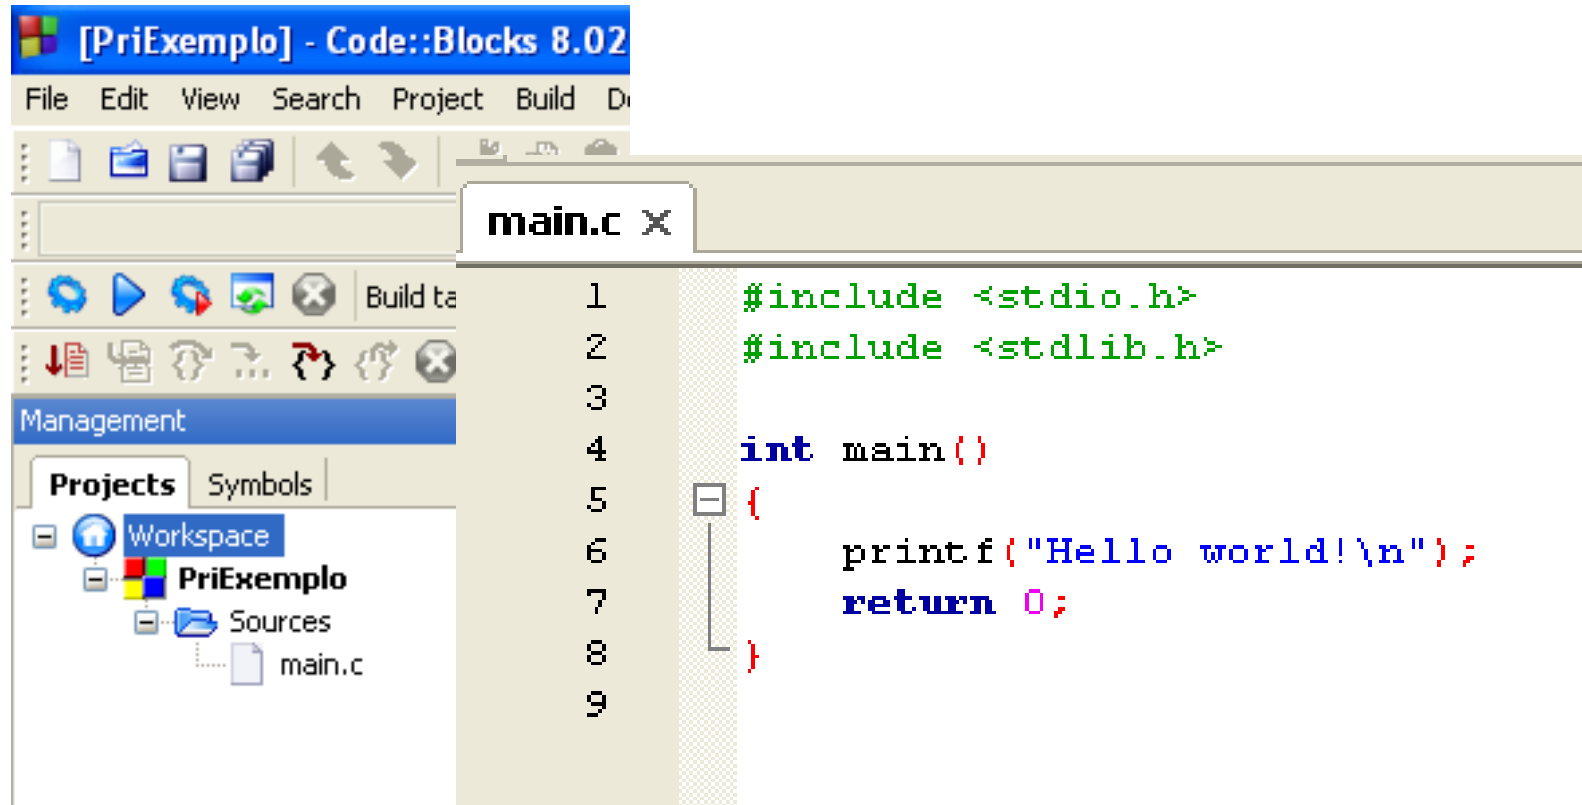 [PriExemplo] - Code::Blocks 8.02
File Edit View Search Project Build
Build ta
Management
Projects Symbols
Workspace
PriExemplo
Sources
main.c
main.c
1 #include <stdio.h>
2 #include <stdlib.h>
3
4 int main()
5 {
6 printf("Hello world!\n");
7 return 0;
8 }
9